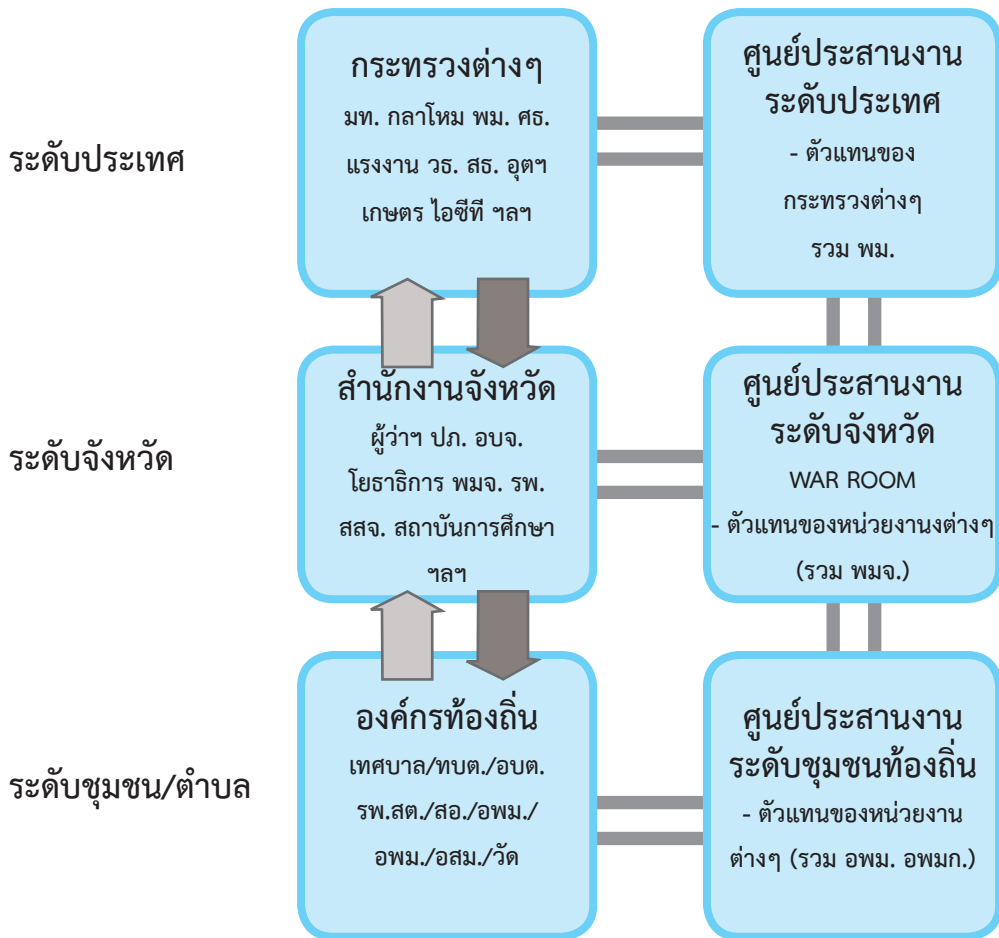 ระดับประเทศ
กระทรวงต่างๆ
มท. กลาโหม พม. ศธ.
แรงงาน วธ. สธ. อุตฯ
เกษตร ไอซีที ฯลฯ
ศูนย์ประสานงาน
ระดับประเทศ
- ตัวแทนของ
กระทรวงต่างๆ
รวม พม.
ระดับจังหวัด
สำนักงานจังหวัด
ผู้ว่าฯ ปภ. อบจ.
โยธาธิการ พมจ. รพ.
สสจ. สถาบันการศึกษา
ฯลฯ
ศูนย์ประสานงาน
ระดับจังหวัด
WAR ROOM
- ตัวแทนของหน่วยงานงต่างๆ
(รวม พมจ.)
ระดับชุมชน/ตำบล
องค์กรท้องถิ่น
เทศบาล/ทบต./อบต.
รพ.สต./สอ./อพม./
อพม./อสม./วัด
ศูนย์ประสานงาน
ระดับชุมชนท้องถิ่น
- ตัวแทนของหน่วยงาน
ต่างๆ (รวม อพม. อพมก.)